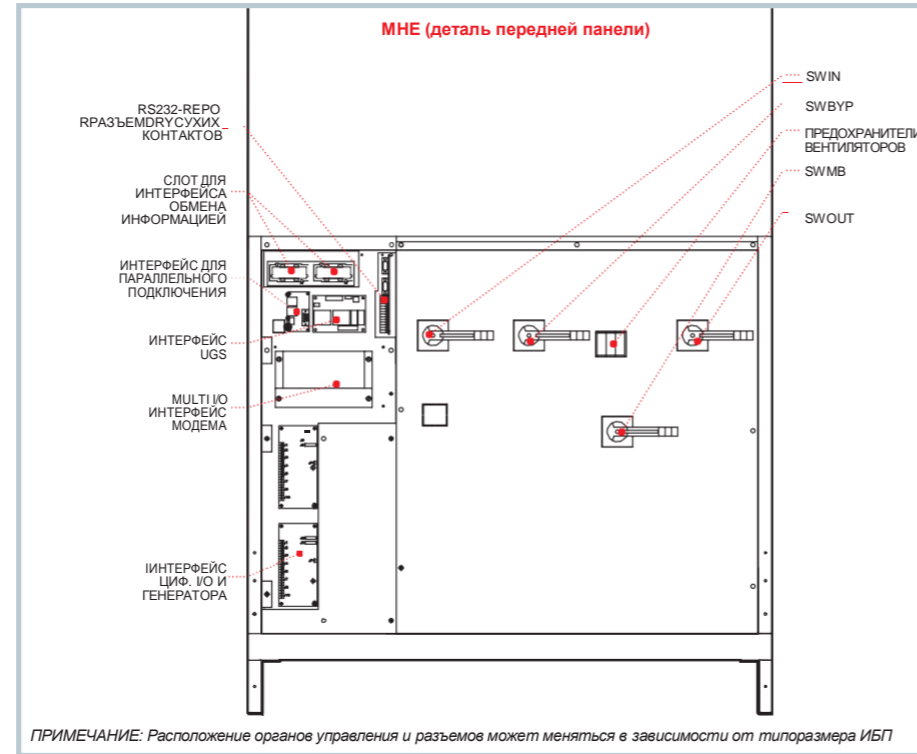 МНЕ (деталь передней панели)
RS232-REPO
RРАЗЪЕМDRYСУХИХ
КОНТАКТОВ
СЛОТ ДЛЯ
ИНТЕРФЕЙСА
ОБМЕНА
ИНФОРМАЦИЕЙ
ИНТЕРФЕЙС ДЛЯ
ПАРАЛЛЕЛЬНОГО
ПОДКЛЮЧЕНИЯ
ИНТЕРФЕЙС
UGS
MULTI I/O
ИНТЕРФЕЙС
МОДЕМА
IИНТЕРФЕЙС
ЦИФ. I/O И
ГЕНЕРАТОРА
SWIN
SWBYP
ПРЕДОХРАНИТЕЛИ
ВЕНТИЛЯТОРОВ
SWMB
SWOUT
ПРИМЕЧАНИЕ: Расположение органов управления и разъемов может меняться в зависимости от типоразмера ИБП